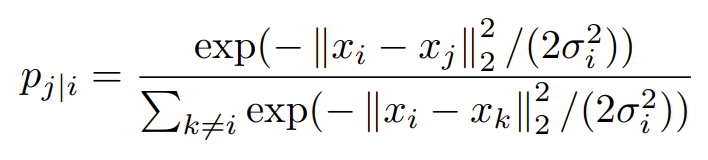 p_{j|i} = \frac{\exp(-\|x_i - x_j\|_2^2 / (2\sigma_i^2))}{\sum_{k \neq i} \exp(-\|x_i - x_k\|_2^2 / (2\sigma_i^2))}